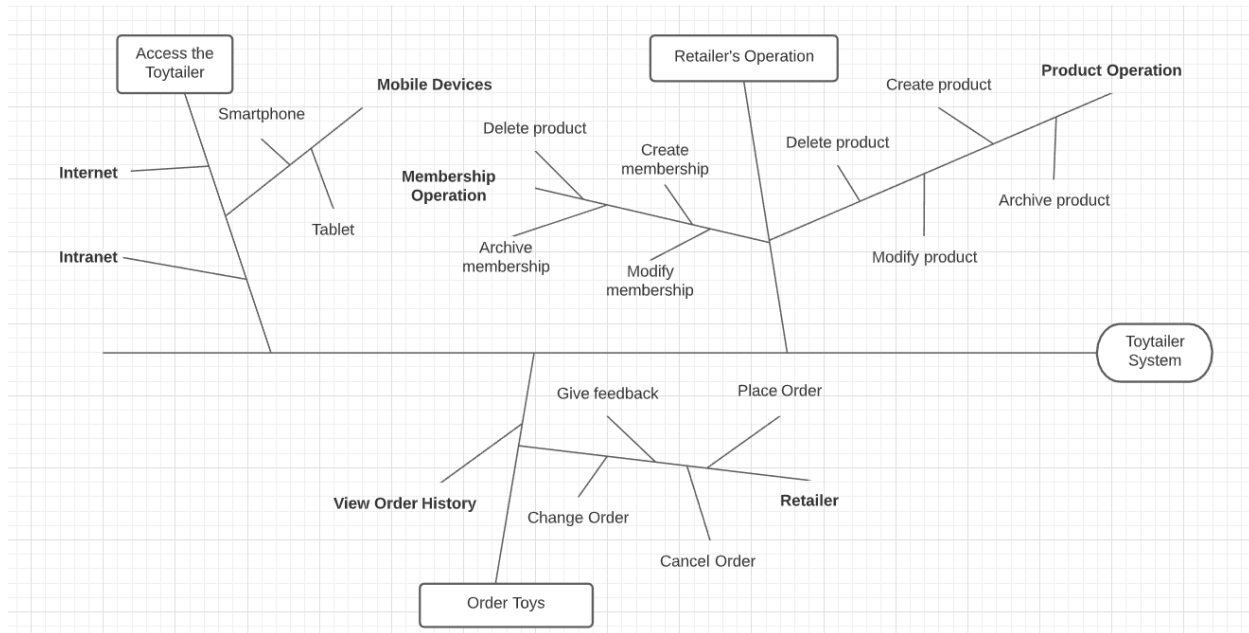 Access the
Toytailer
Retailer's Operation
Mobile Devices
Product Operation
Create product
Smartphone
Delete product
Delete product
Create
membership
Internet
Membership
Operation
Archive product
Tablet
Intranet
Archive
membership
Modify
membership
Modify product
Toytailer
System
Give feedback
Place Order
View Order History
Retailer
Change Order
Cancel Order
Order Toys